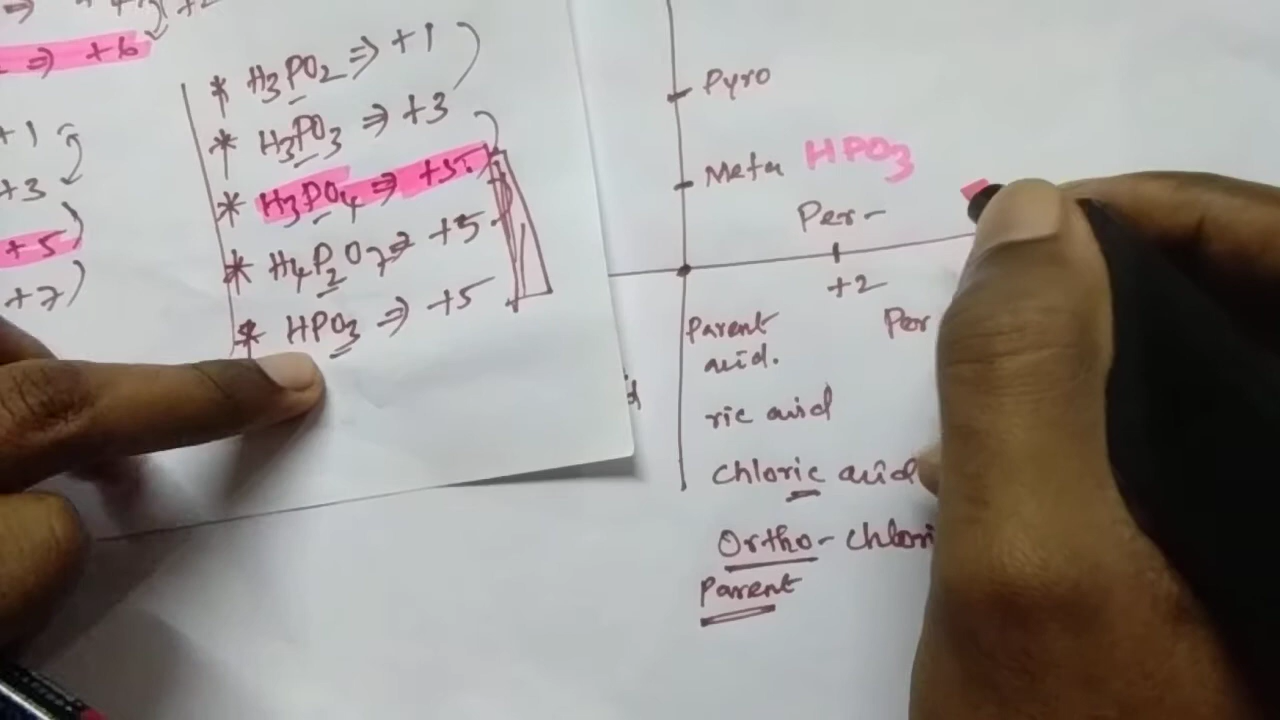 ⇒ +6
+1
+3
+5
+7
* H3PO2 ⇒ +1
* H3PO3 ⇒ +3
* H3PO4 ⇒ +5.
* H4P2O7 ⇒ +5
* HPO3 ⇒ +5
Pyro
Meta HPO3
Per-
+2
Parent Per
acid.
ric acid
Chloric acid
Ortho- Chlori
Parent